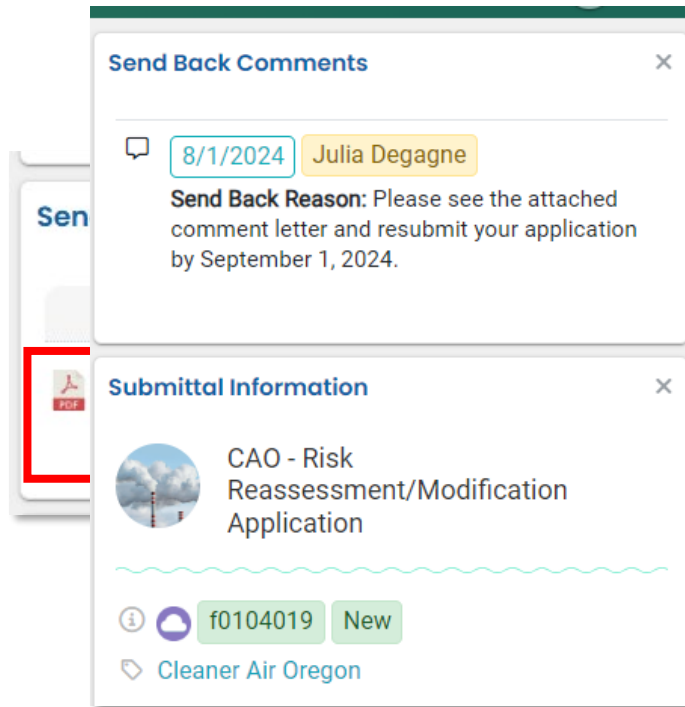 Send Back Comments
8/1/2024 Julia Degagne
Send Back Reason: Please see the attached
comment letter and resubmit your application
by September 1, 2024.
Sen
PDF
Submittal Information
CAO - Risk
Reassessment/Modification
Application
f0104019 New
Cleaner Air Oregon